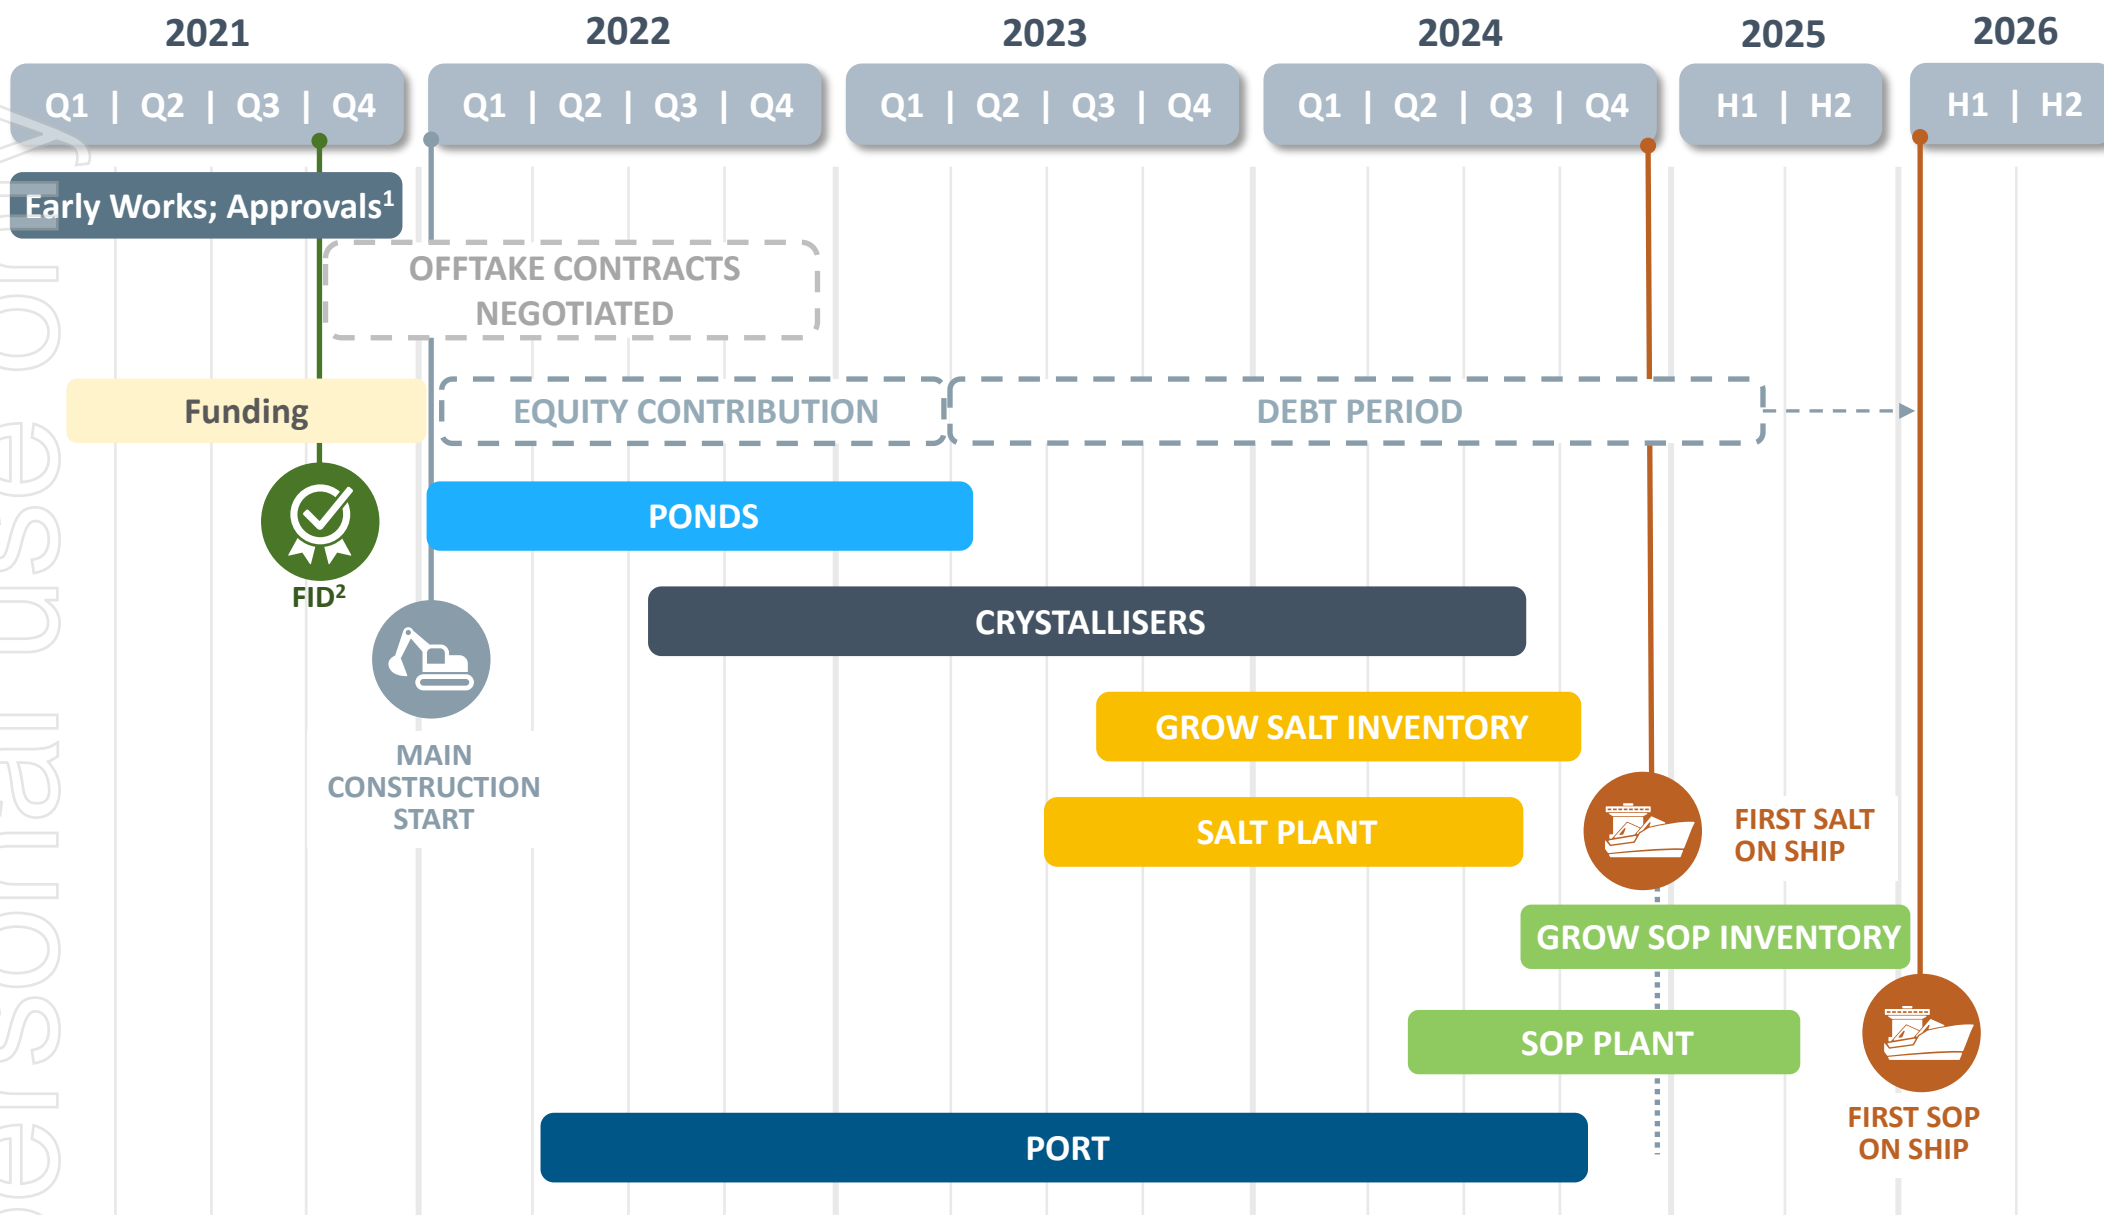 2021
2022
2023
2024
2025
2026
Q1 | Q2 | Q3 | Q4
Q1 | Q2 | Q3 | Q4
Q1 | Q2 | Q3 | Q4
Q1 | Q2 | Q3 | Q4
H1 | H2
H1 | H2
Early Works; Approvals¹
OFFTAKE CONTRACTS
NEGOTIATED
Funding
EQUITY CONTRIBUTION
DEBT PERIOD
PONDS
FID²
CRYSTALLISERS
GROW SALT INVENTORY
MAIN
CONSTRUCTION
START
SALT PLANT
FIRST SALT
ON SHIP
GROW SOP INVENTORY
SOP PLANT
FIRST SOP
ON SHIP
PORT
personal use only